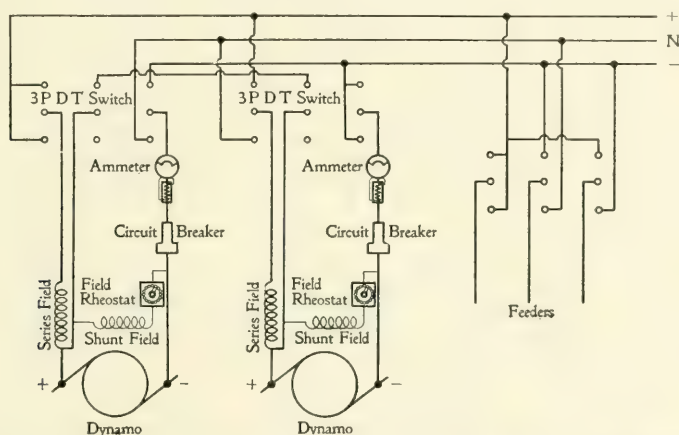 +
N
−
3 P D T Switch
3 P D T Switch
Ammeter
Ammeter
Circuit Breaker
Circuit Breaker
Series Field
Field
Rheostat
Shunt Field
Series Field
Field
Rheostat
Shunt Field
Feeders
+
−
+
−
Dynamo
Dynamo